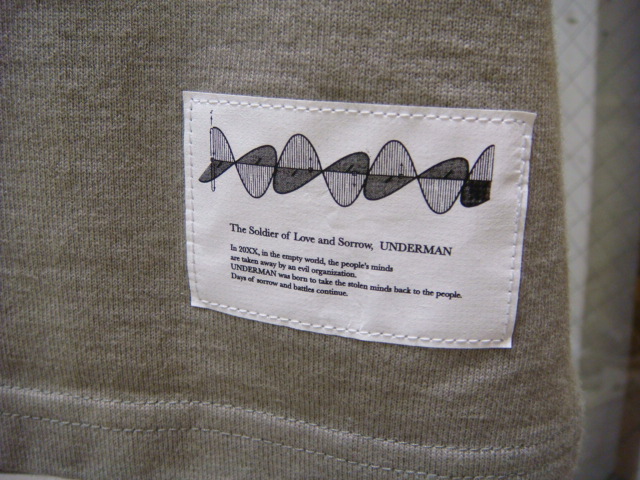 The Soldier of Love and Sorrow, UNDERMAN
In 20XX, in the empty world, the people's minds
are taken away by an evil organization.
UNDERMAN was born to take the stolen minds back to the people.
Days of sorrow and battles continue.